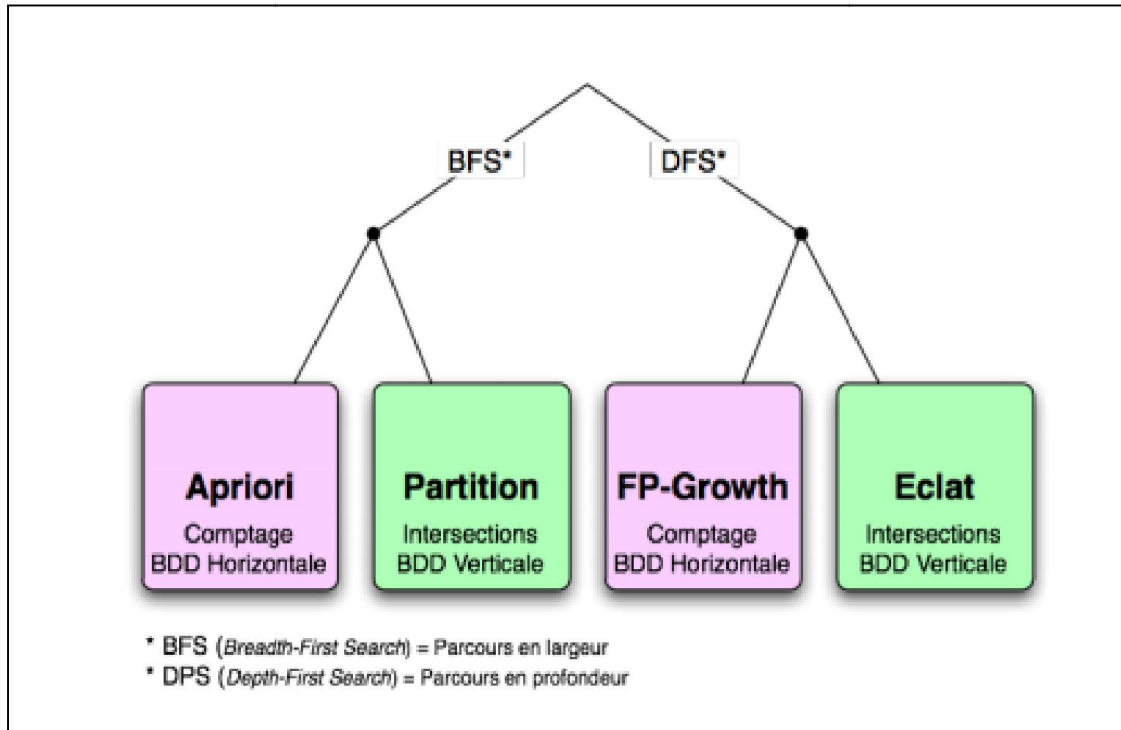 BFS*
DFS*
Apriori
Comptage
BDD Horizontale
Partition
Intersections
BDD Verticale
FP-Growth
Comptage
BDD Horizontale
Eclat
Intersections
BDD Verticale
* BFS (Breadth-First Search) = Parcours en largeur
* DPS (Depth-First Search) = Parcours en profondeur